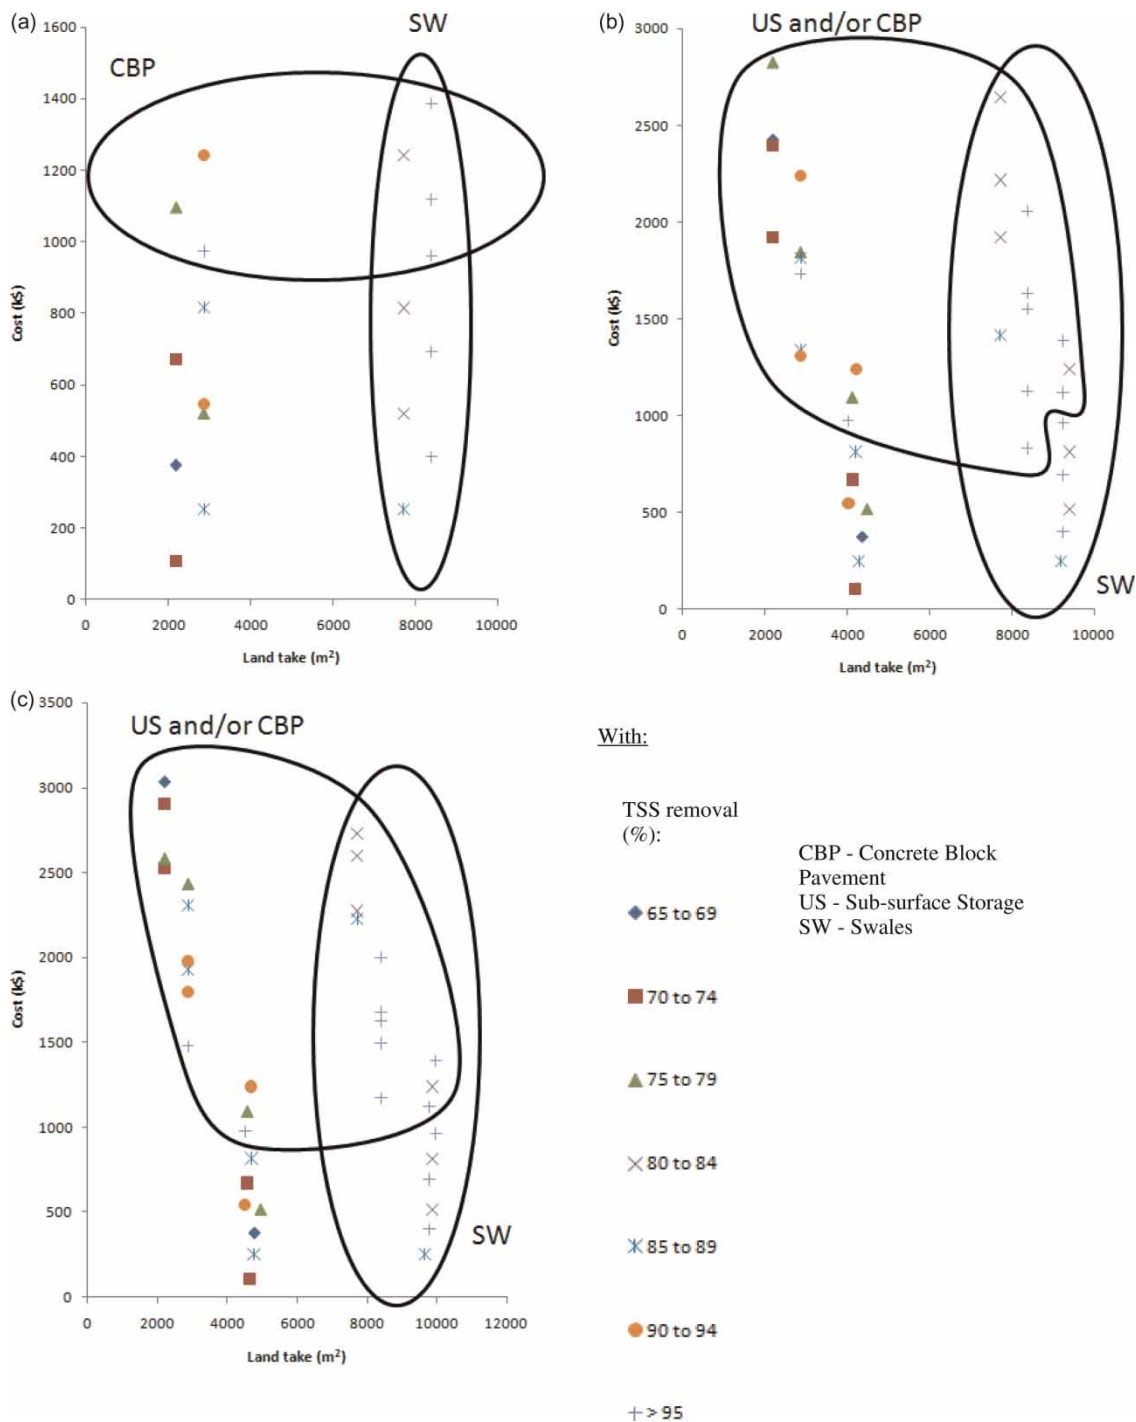 (a)
SW
1600
1400
CBP
1200
1000
Cost (k$)
800
600
400
200
0
0 2000 4000 6000 8000 10000
Land take (m²)
(b)
US and/or CBP
3000
2500
2000
Cost (k$)
1500
1000
500
SW
0
0 2000 4000 6000 8000 10000
Land take (m²)
(c)
3500
US and/or CBP
3000
2500
2000
Cost (k$)
1500
1000
500
SW
0
0 2000 4000 6000 8000 10000 12000
Land take (m²)
With:
TSS removal
(%):
CBP - Concrete Block
Pavement
US - Sub-surface Storage
SW - Swales
65 to 69
70 to 74
75 to 79
80 to 84
85 to 89
90 to 94
> 95